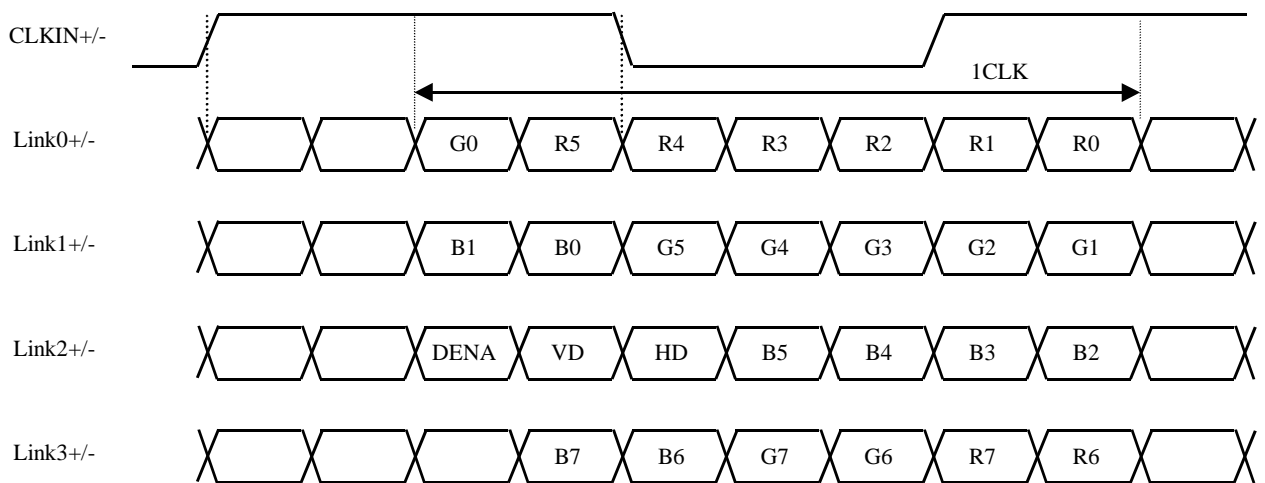 CLKIN+/-
1CLK
Link0+/- G0 R5 R4 R3 R2 R1 R0
Link1+/- B1 B0 G5 G4 G3 G2 G1
Link2+/- DENA VD HD B5 B4 B3 B2
Link3+/- B7 B6 G7 G6 R7 R6